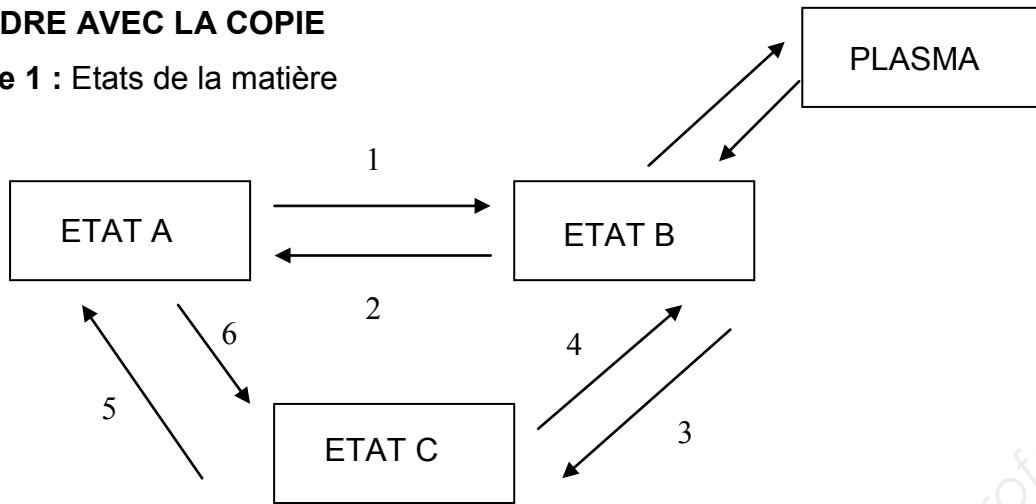 DRE AVEC LA COPIE
PLASMA
e 1 : Etats de la matière
1
ETAT A
ETAT B
2
6
4
5
3
ETAT C